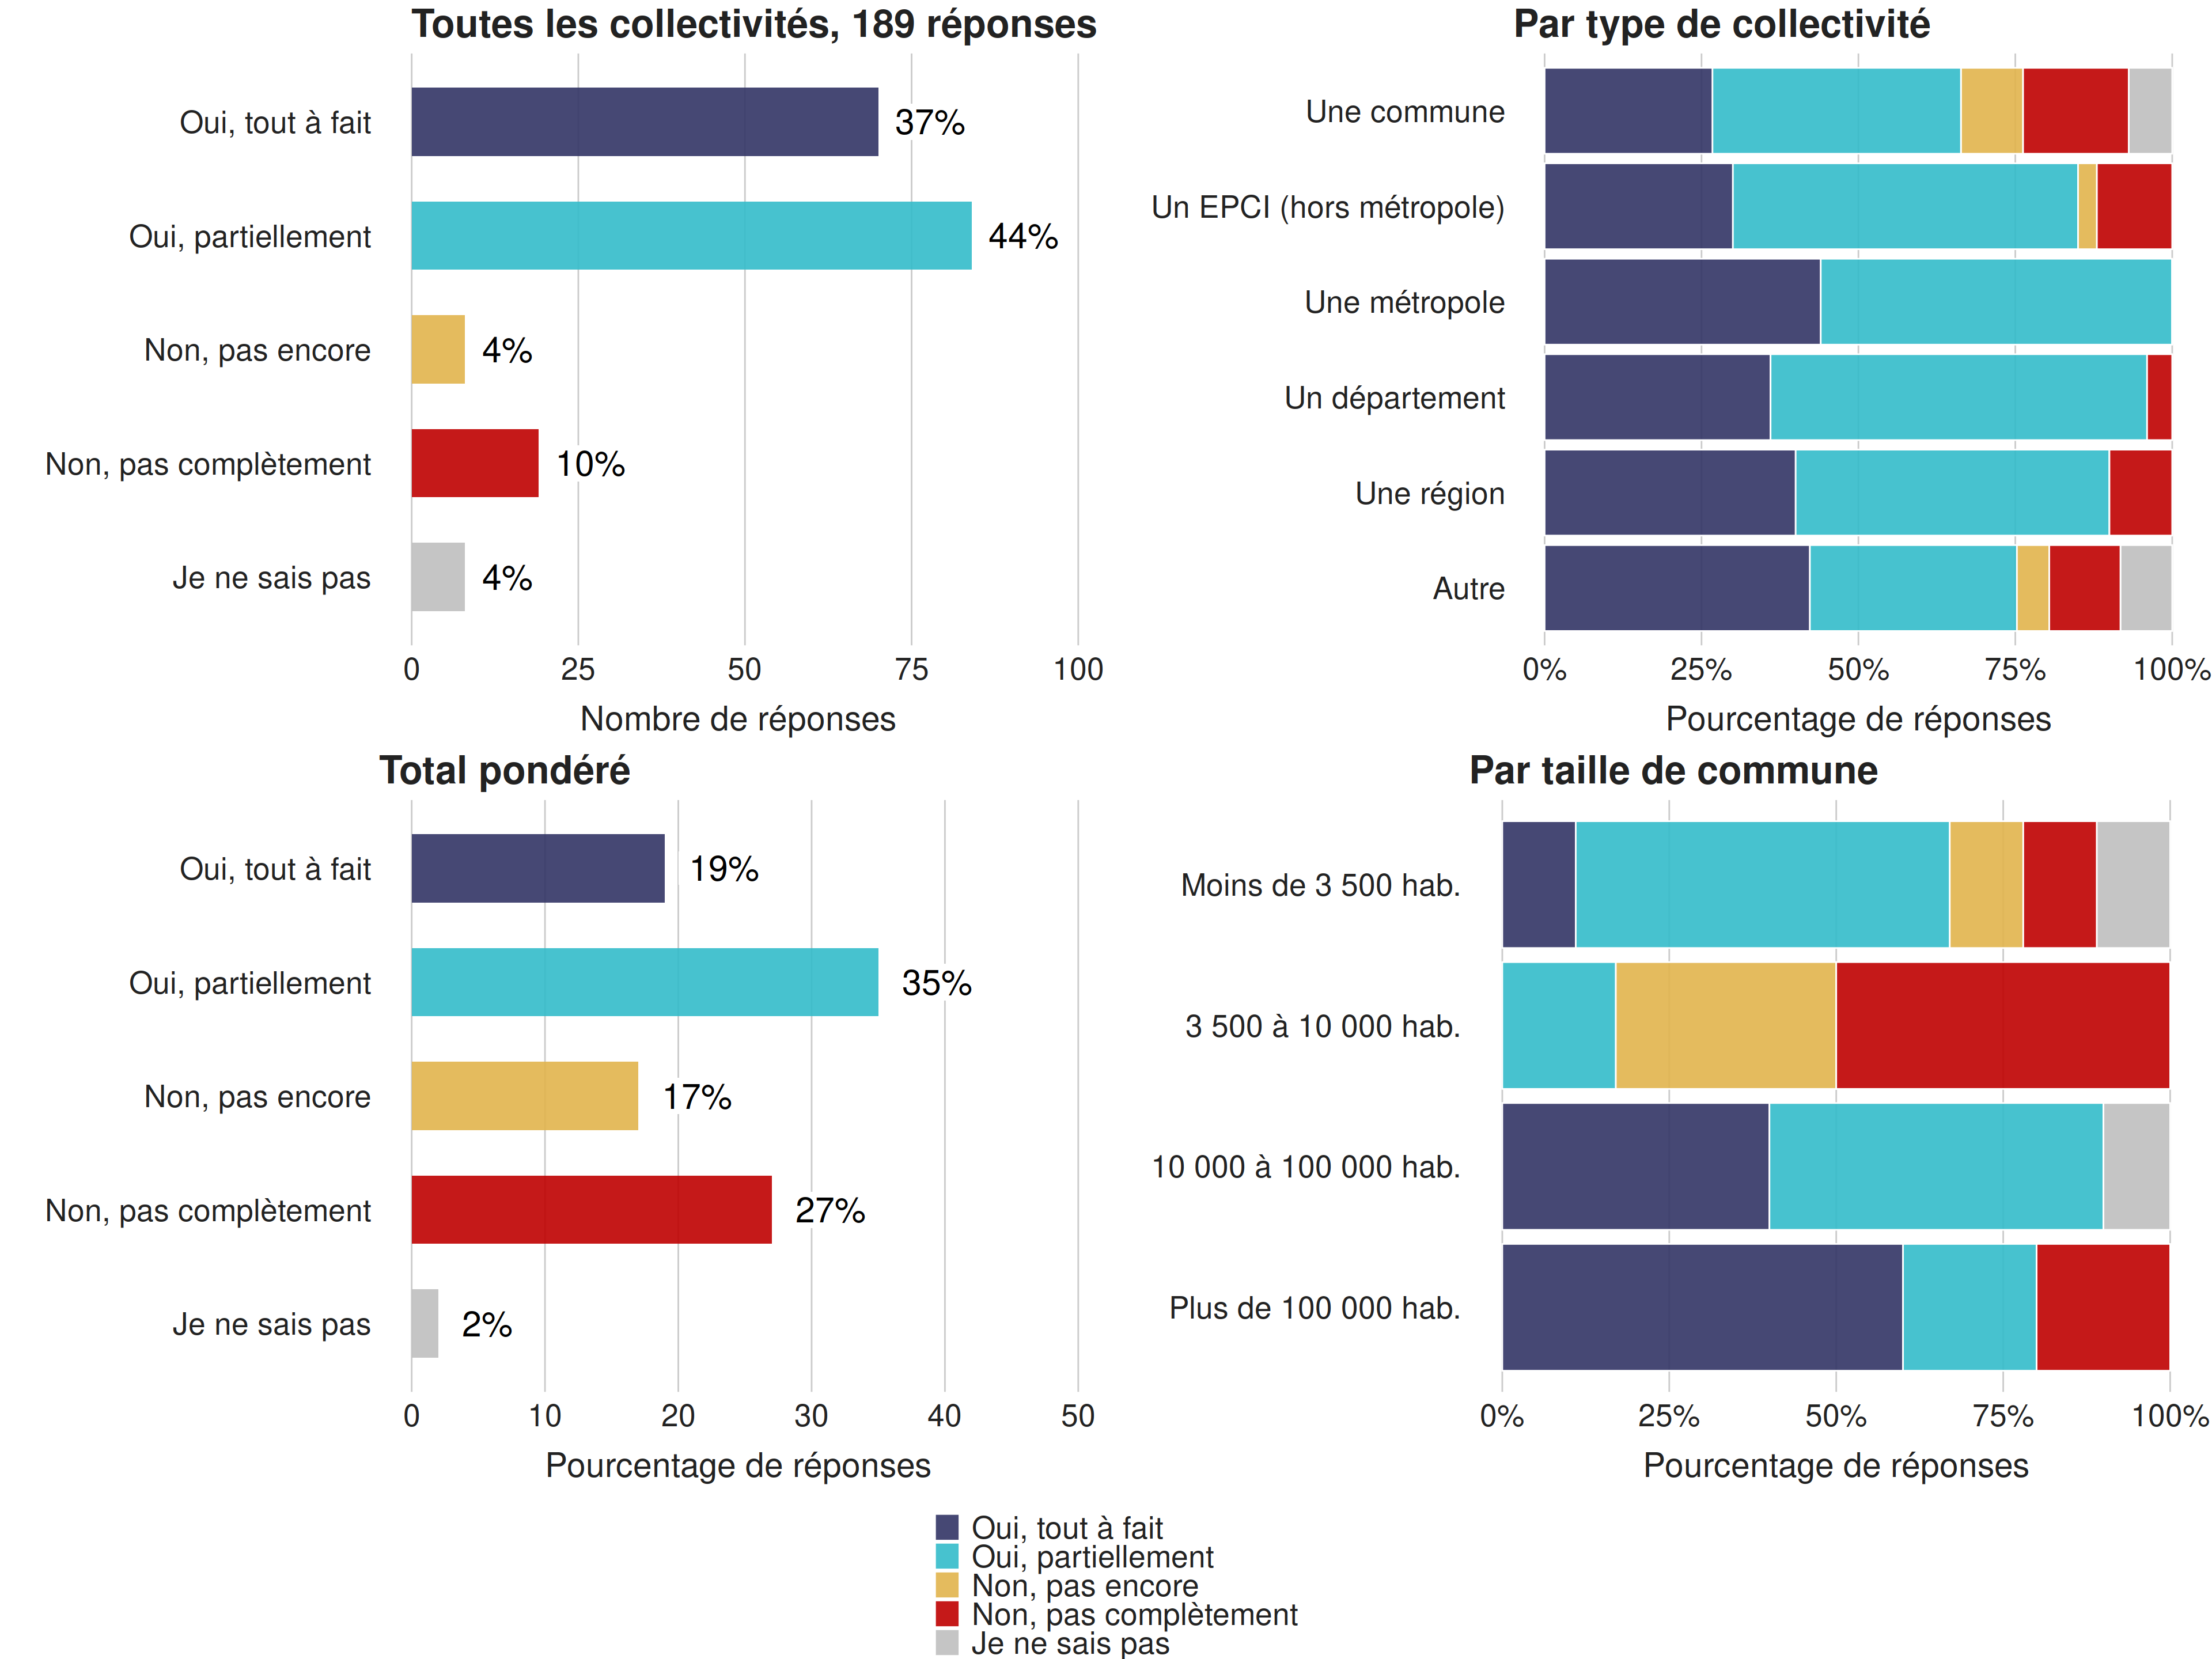 Toutes les collectivités, 189 réponses
Oui, tout à fait
37%
Oui, partiellement
44%
Non, pas encore
4%
Non, pas complètement
10%
Je ne sais pas
4%
0 25 50 75 100
Nombre de réponses
Par type de collectivité
Une commune
Un EPCI (hors métropole)
Une métropole
Un département
Une région
Autre
0% 25% 50% 75% 100%
Pourcentage de réponses
Total pondéré
Oui, tout à fait
19%
Oui, partiellement
35%
Non, pas encore
17%
Non, pas complètement
27%
Je ne sais pas
2%
0 10 20 30 40 50
Pourcentage de réponses
Par taille de commune
Moins de 3 500 hab.
3 500 à 10 000 hab.
10 000 à 100 000 hab.
Plus de 100 000 hab.
0% 25% 50% 75% 100%
Pourcentage de réponses
Oui, tout à fait
Oui, partiellement
Non, pas encore
Non, pas complètement
Je ne sais pas